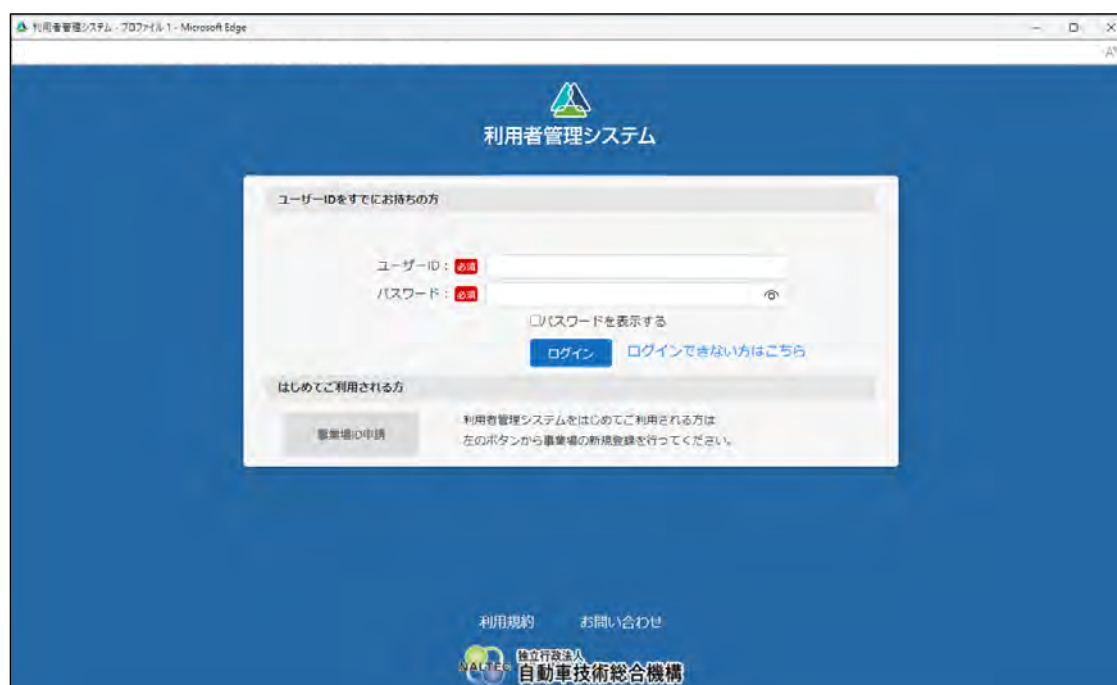 利用者管理システム - プロファイル 1 - Microsoft Edge
利用者管理システム
ユーザーIDをすでにお持ちの方
ユーザーID： 必須
パスワード： 必須
パスワードを表示する
ログイン ログインできない方はこちら
はじめてご利用される方
事業場ID申請
利用者管理システムをはじめてご利用される方は
左のボタンから事業場の新規登録を行ってください。
利用規約 お問い合わせ
NALTEC 独立行政法人
自動車技術総合機構